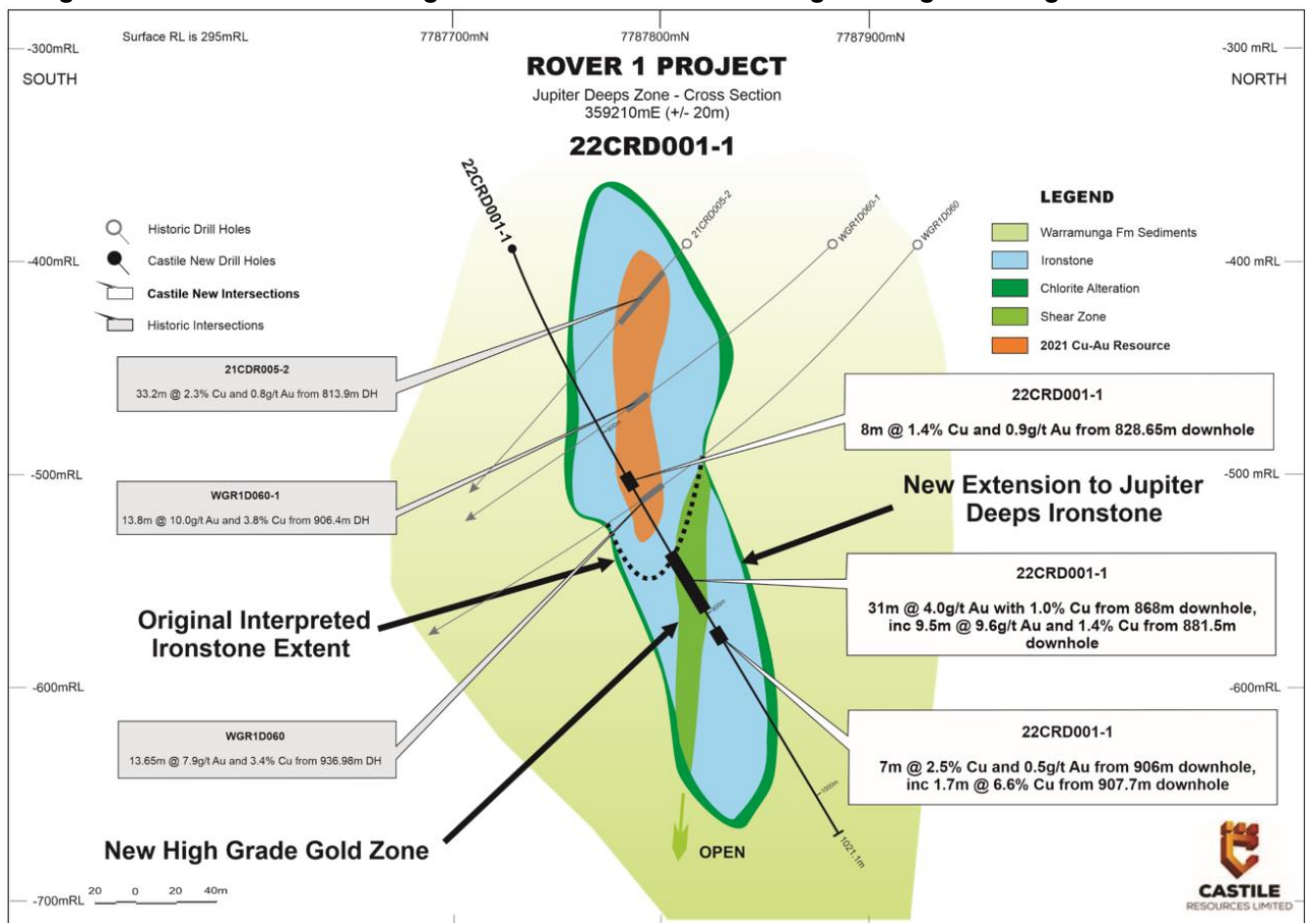 Surface RL is 295mRL
7787700mN
7787800mN
7787900mN
-300mRL
-300 mRL
SOUTH
NORTH
ROVER 1 PROJECT
Jupiter Deeps Zone - Cross Section
359210mE (+/- 20m)
22CRD001-1
22CRD001-1
21CRD005-2
WGR1D060-1
WGR1D060
Historic Drill Holes
Castile New Drill Holes
Castile New Intersections
Historic Intersections
LEGEND
Warramunga Fm Sediments
Ironstone
Chlorite Alteration
Shear Zone
2021 Cu-Au Resource
-400mRL
-400 mRL
21CDR005-2
33.2m @ 2.3% Cu and 0.8g/t Au from 813.9m DH
22CRD001-1
8m @ 1.4% Cu and 0.9g/t Au from 828.65m downhole
-500mRL
-500 mRL
WGR1D060-1
13.8m @ 10.0g/t Au and 3.8% Cu from 906.4m DH
New Extension to Jupiter
Deeps Ironstone
22CRD001-1
31m @ 4.0g/t Au with 1.0% Cu from 868m downhole,
inc 9.5m @ 9.6g/t Au and 1.4% Cu from 881.5m
downhole
Original Interpreted
Ironstone Extent
-600mRL
-600mRL
WGR1D060
13.65m @ 7.9g/t Au and 3.4% Cu from 936.98m DH
22CRD001-1
7m @ 2.5% Cu and 0.5g/t Au from 906m downhole,
inc 1.7m @ 6.6% Cu from 907.7m downhole
1000m
1021.1m
New High Grade Gold Zone
OPEN
-700mRL
20 0 20 40m
CASTILE
RESOURCES LIMITED